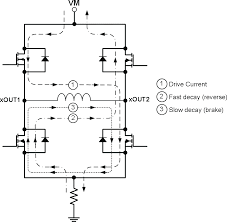 VM
1
xOUT1
xOUT2
3
2
1 Drive Current
2 Fast decay (reverse)
3 Slow decay (brake)